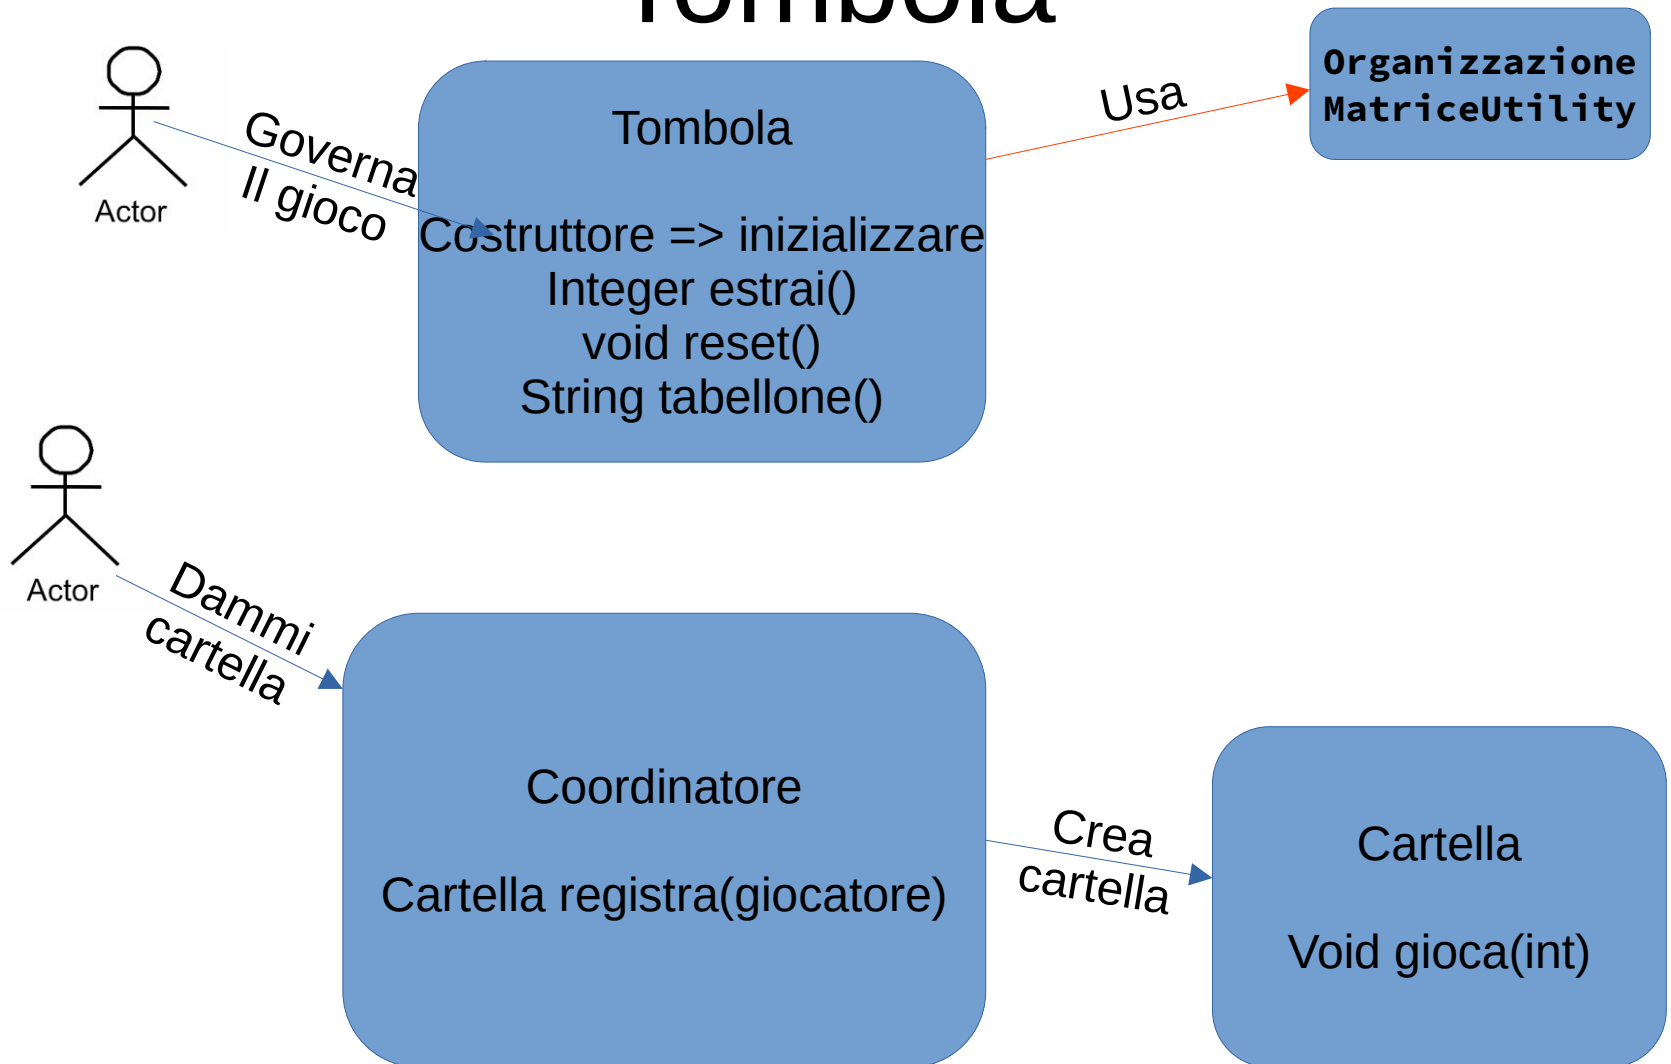 Tombola
Actor
Governa
Il gioco
Tombola
Costruttore => inizializzare
Integer estrai()
void reset()
String tabellone()
Usa
Organizzazione
MatriceUtility
Actor
Dammi
cartella
Coordinatore
Cartella registra(giocatore)
Crea
cartella
Cartella
Void gioca(int)